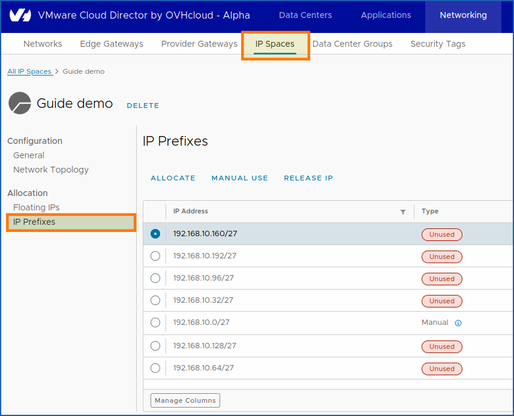 VMware Cloud Director by OVHcloud - Alpha Data Centers Applications Networking
Networks Edge Gateways Provider Gateways IP Spaces Data Center Groups Security Tags
All IP Spaces > Guide demo
Guide demo DELETE
Configuration
General
Network Topology
Allocation
Floating IPs
IP Prefixes
IP Prefixes
ALLOCATE MANUAL USE RELEASE IP
IP Address Type
192.168.10.160/27 Unused
192.168.10.192/27 Unused
192.168.10.96/27 Unused
192.168.10.32/27 Unused
192.168.10.0/27 Manual
192.168.10.128/27 Unused
192.168.10.64/27 Unused
Manage Columns